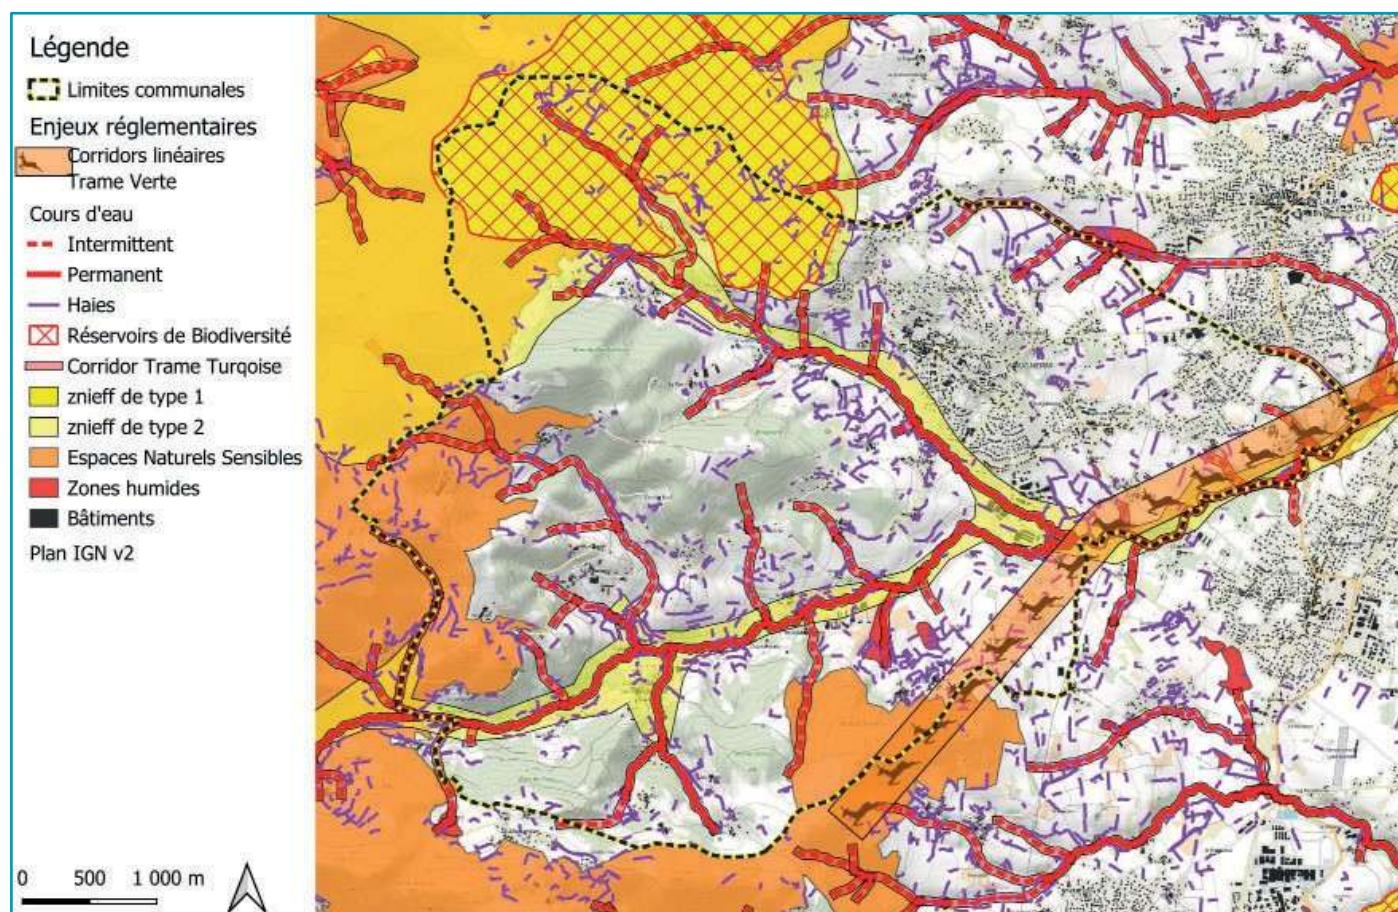 Légende
Limites communales
Enjeux réglementaires
Corridors linéaires
Trame Verte
Cours d'eau
Intermittent
Permanent
Haies
Réservoirs de Biodiversité
Corridor Trame Turqoise
znieff de type 1
znieff de type 2
Espaces Naturels Sensibles
Zones humides
Bâtiments
Plan IGN v2
0 500 1 000 m